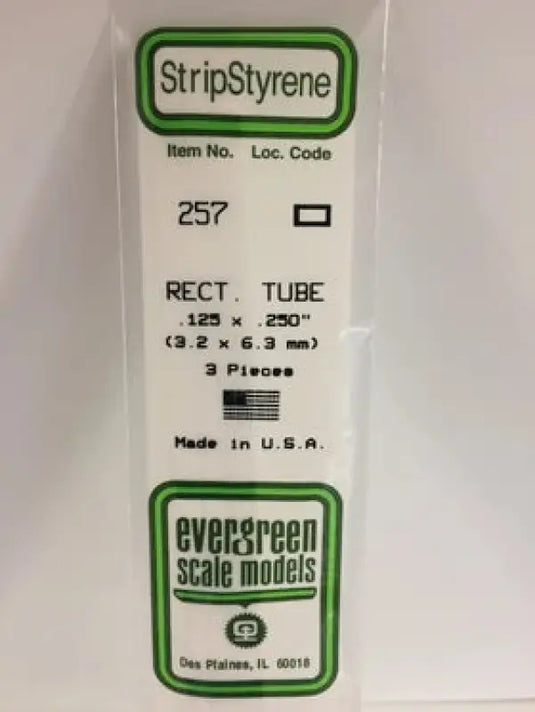 StripStyrene
Item No. Loc. Code
257
RECT. TUBE
.125 x .250"
(3.2 x 6.3 mm)
3 Pieces
Made in U.S.A.
evergreen
scale models
Des Plaines, IL 60018